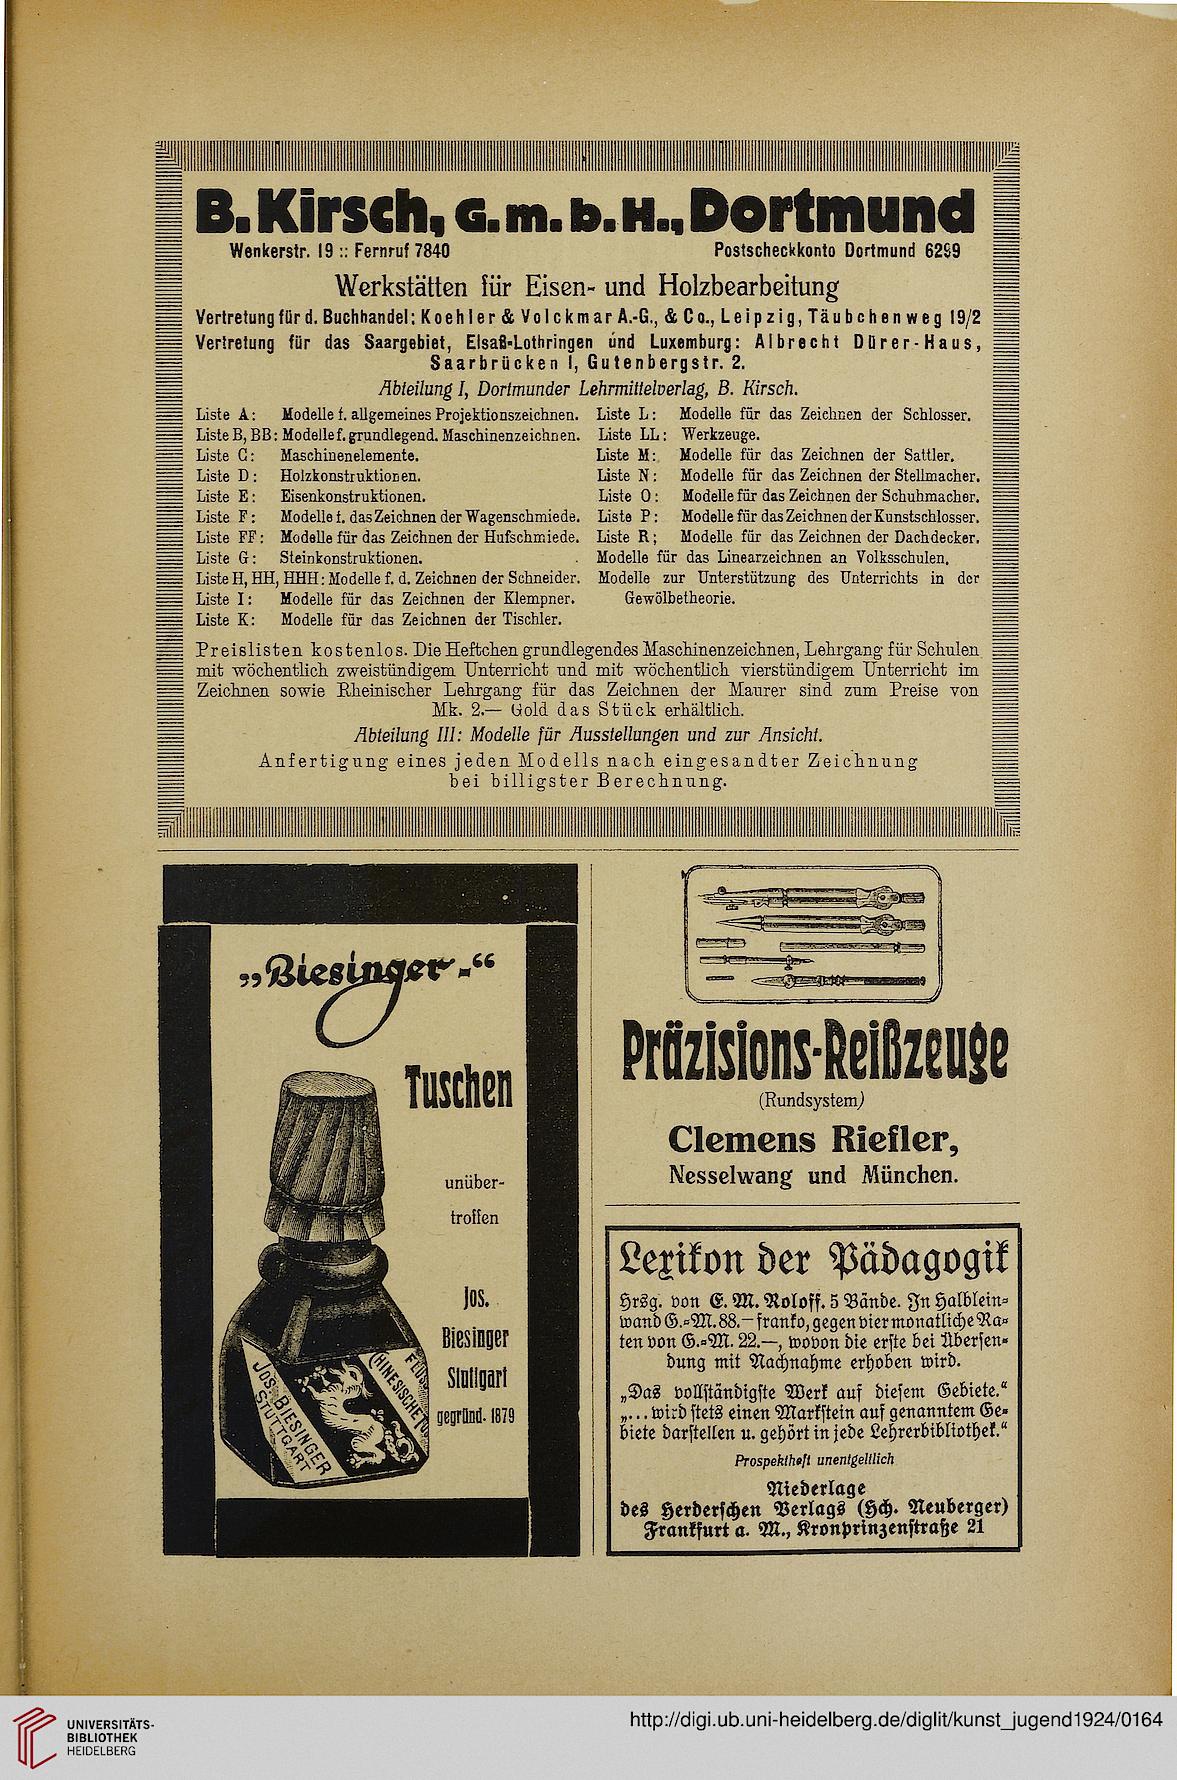 B. Kirsch, G. m. b. H., Dortmund
Wenkerstr. 19 :: Fernruf 7840 Postscheckkonto Dortmund 6299
Werkstätten für Eisen- und Holzbearbeitung
Vertretung für d. Buchhandel: Koehler & Volckmar A.-G., & Co., Leipzig, Täubchenweg 19/2
Vertretung für das Saargebiet, Elsaß-Lothringen und Luxemburg: Albrecht Dürer-Haus,
Saarbrücken I, Gutenbergstr. 2.
Abteilung I, Dortmunder Lehrmittelverlag, B. Kirsch.
Liste A: Modelle f. allgemeines Projektionszeichnen.
Liste B, BB: Modelle f. grundlegend. Maschinenzeichnen.
Liste C: Maschinenelemente.
Liste D: Holzkonstruktionen.
Liste E: Eisenkonstruktionen.
Liste F: Modelle f. das Zeichnen der Wagenschmiede.
Liste FF: Modelle für das Zeichnen der Hufschmiede.
Liste G: Steinkonstruktionen.
Liste H, HH, HHH: Modelle f. d. Zeichnen der Schneider.
Liste I: Modelle für das Zeichnen der Klempner.
Liste K: Modelle für das Zeichnen der Tischler.
Liste L: Modelle für das Zeichnen der Schlosser.
Liste LL: Werkzeuge.
Liste M: Modelle für das Zeichnen der Sattler.
Liste N: Modelle für das Zeichnen der Stellmacher.
Liste O: Modelle für das Zeichnen der Schuhmacher.
Liste P: Modelle für das Zeichnen der Kunstschlosser.
Liste R; Modelle für das Zeichnen der Dachdecker.
Modelle für das Linearzeichnen an Volksschulen.
Modelle zur Unterstützung des Unterrichts in der
Gewölbetheorie.
Preislisten kostenlos. Die Heftchen grundlegendes Maschinenzeichnen, Lehrgang für Schulen
mit wöchentlich zweistündigem Unterricht und mit wöchentlich vierstündigem Unterricht im
Zeichnen sowie Rheinischer Lehrgang für das Zeichnen der Maurer sind zum Preise von
Mk. 2.— Gold das Stück erhältlich.
Abteilung III: Modelle für Ausstellungen und zur Ansicht.
Anfertigung eines jeden Modells nach eingesandter Zeichnung
bei billigster Berechnung.
„Biesinger-“
Tuschen
unüber-
troffen
Jos.
Biesinger
Stuttgart
gegründ. 1879
JOS. BIESINGER
STUTTGART
CHINESISCHE
Präzisions-Reißzeuge
(Rundsystem)
Clemens Riefler,
Nesselwang und München.
Lexikon der Pädagogik
Hrsg. von E. M. Roloff. 5 Bände. In Halblein-
wand G.-M. 88.— franko, gegen vier monatliche Ra-
ten von G.-M. 22.—, wovon die erste bei Übersen-
dung mit Nachnahme erhoben wird.
„Das vollständigste Werk auf diesem Gebiete.“
„... wird stets einen Markstein auf genanntem Ge-
biete darstellen u. gehört in jede Lehrerbibliothek.“
Prospektheft unentgeltlich
Niederlage
des Herderschen Verlags (Hch. Neuberger)
Frankfurt a. M., Kronprinzenstraße 21
UNIVERSITÄTS-
BIBLIOTHEK
HEIDELBERG
http://digi.ub.uni-heidelberg.de/diglit/kunst_jugend1924/0164